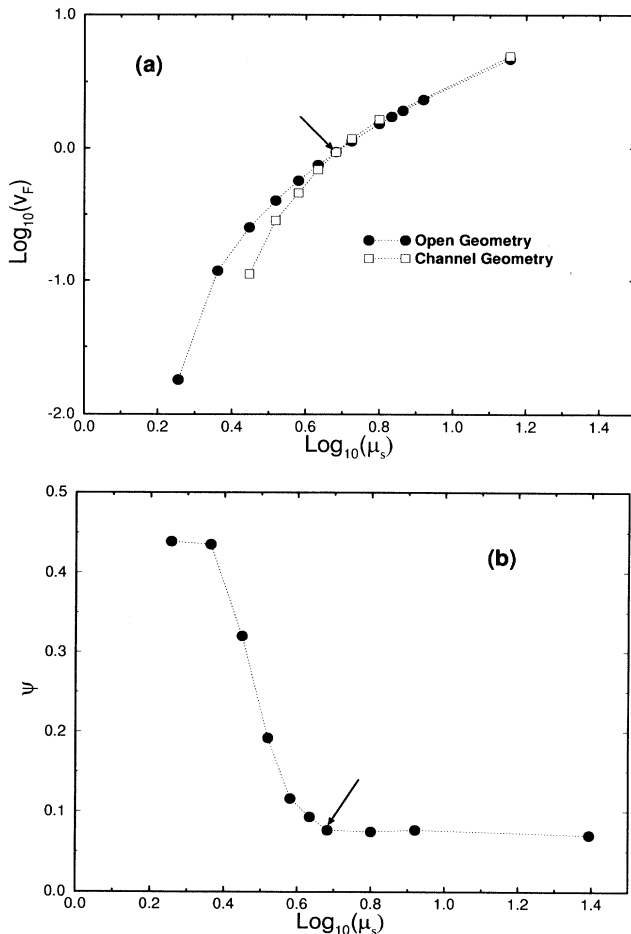 1.0
(a)
0.0
Log₁₀(v_F)
● Open Geometry
□ Channel Geometry
-1.0
-2.0
0.0 0.2 0.4 0.6 0.8 1.0 1.2 1.4
Log₁₀(μₛ)
0.5
(b)
0.4
0.3
ψ
0.2
0.1
0.0
0.0 0.2 0.4 0.6 0.8 1.0 1.2 1.4
Log₁₀(μₛ)